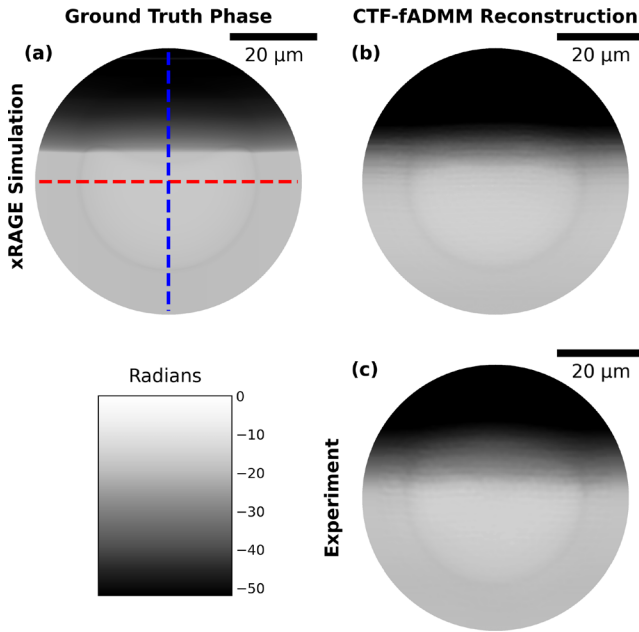 Ground Truth Phase
CTF-fADMM Reconstruction
(a)
20 μm
(b)
20 μm
xRAGE Simulation
(c)
20 μm
Radians
0
−10
−20
−30
−40
−50
Experiment